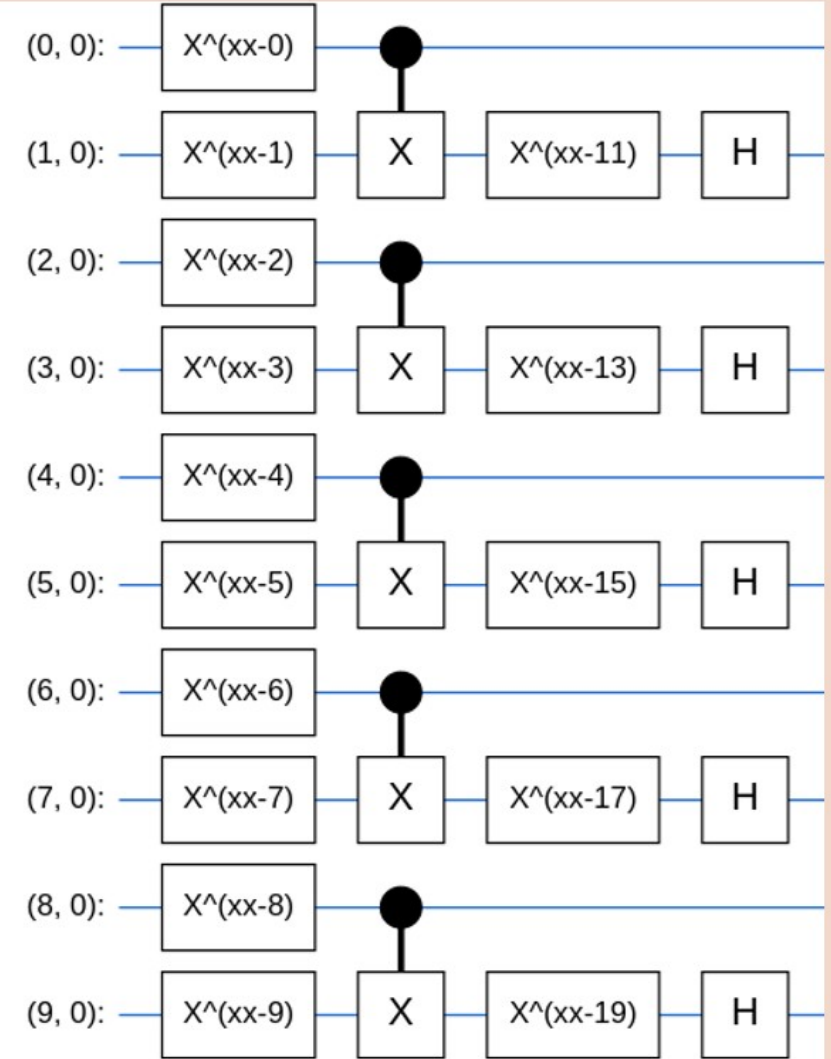 (0, 0): X^(xx-0)
(1, 0): X^(xx-1) X X^(xx-11) H
(2, 0): X^(xx-2)
(3, 0): X^(xx-3) X X^(xx-13) H
(4, 0): X^(xx-4)
(5, 0): X^(xx-5) X X^(xx-15) H
(6, 0): X^(xx-6)
(7, 0): X^(xx-7) X X^(xx-17) H
(8, 0): X^(xx-8)
(9, 0): X^(xx-9) X X^(xx-19) H